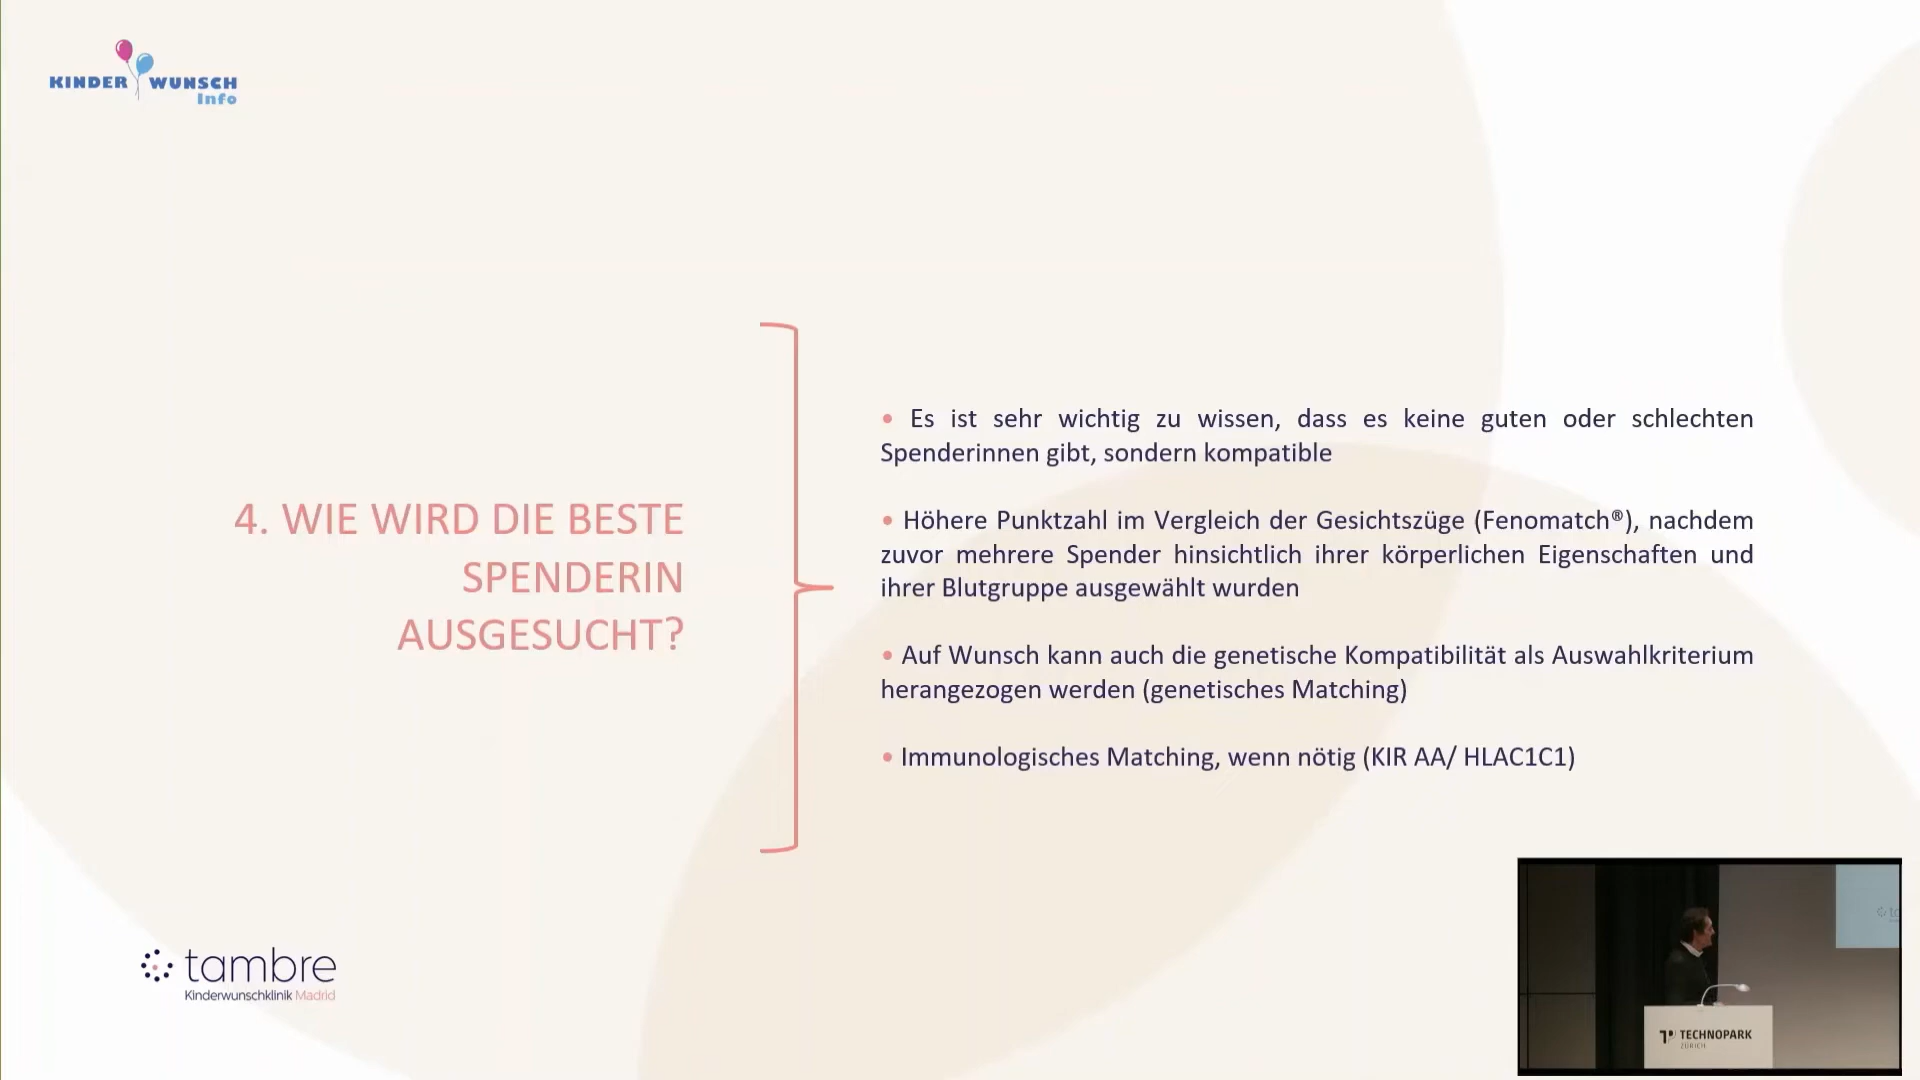 KINDER WUNSCH
Info
4. WIE WIRD DIE BESTE
SPENDERIN
AUSGESUCHT?
• Es ist sehr wichtig zu wissen, dass es keine guten oder schlechten
Spenderinnen gibt, sondern kompatible
• Höhere Punktzahl im Vergleich der Gesichtszüge (Fenomatch®), nachdem
zuvor mehrere Spender hinsichtlich ihrer körperlichen Eigenschaften und
ihrer Blutgruppe ausgewählt wurden
• Auf Wunsch kann auch die genetische Kompatibilität als Auswahlkriterium
herangezogen werden (genetisches Matching)
• Immunologisches Matching, wenn nötig (KIR AA/ HLAC1C1)
tambre
Kinderwunschklinik Madrid
TECHNOPARK
ZÜRICH